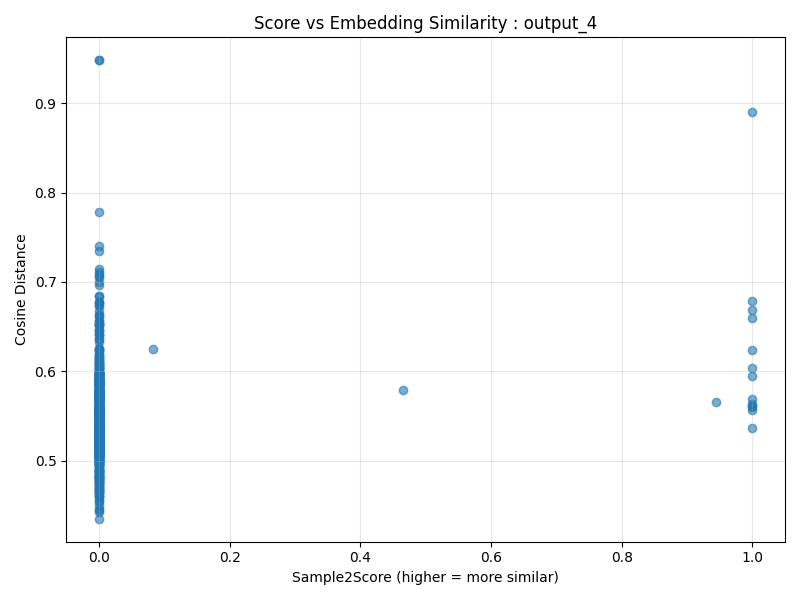 Score vs Embedding Similarity : output_4
Cosine Distance
0.9
0.8
0.7
0.6
0.5
0.0 0.2 0.4 0.6 0.8 1.0
Sample2Score (higher = more similar)